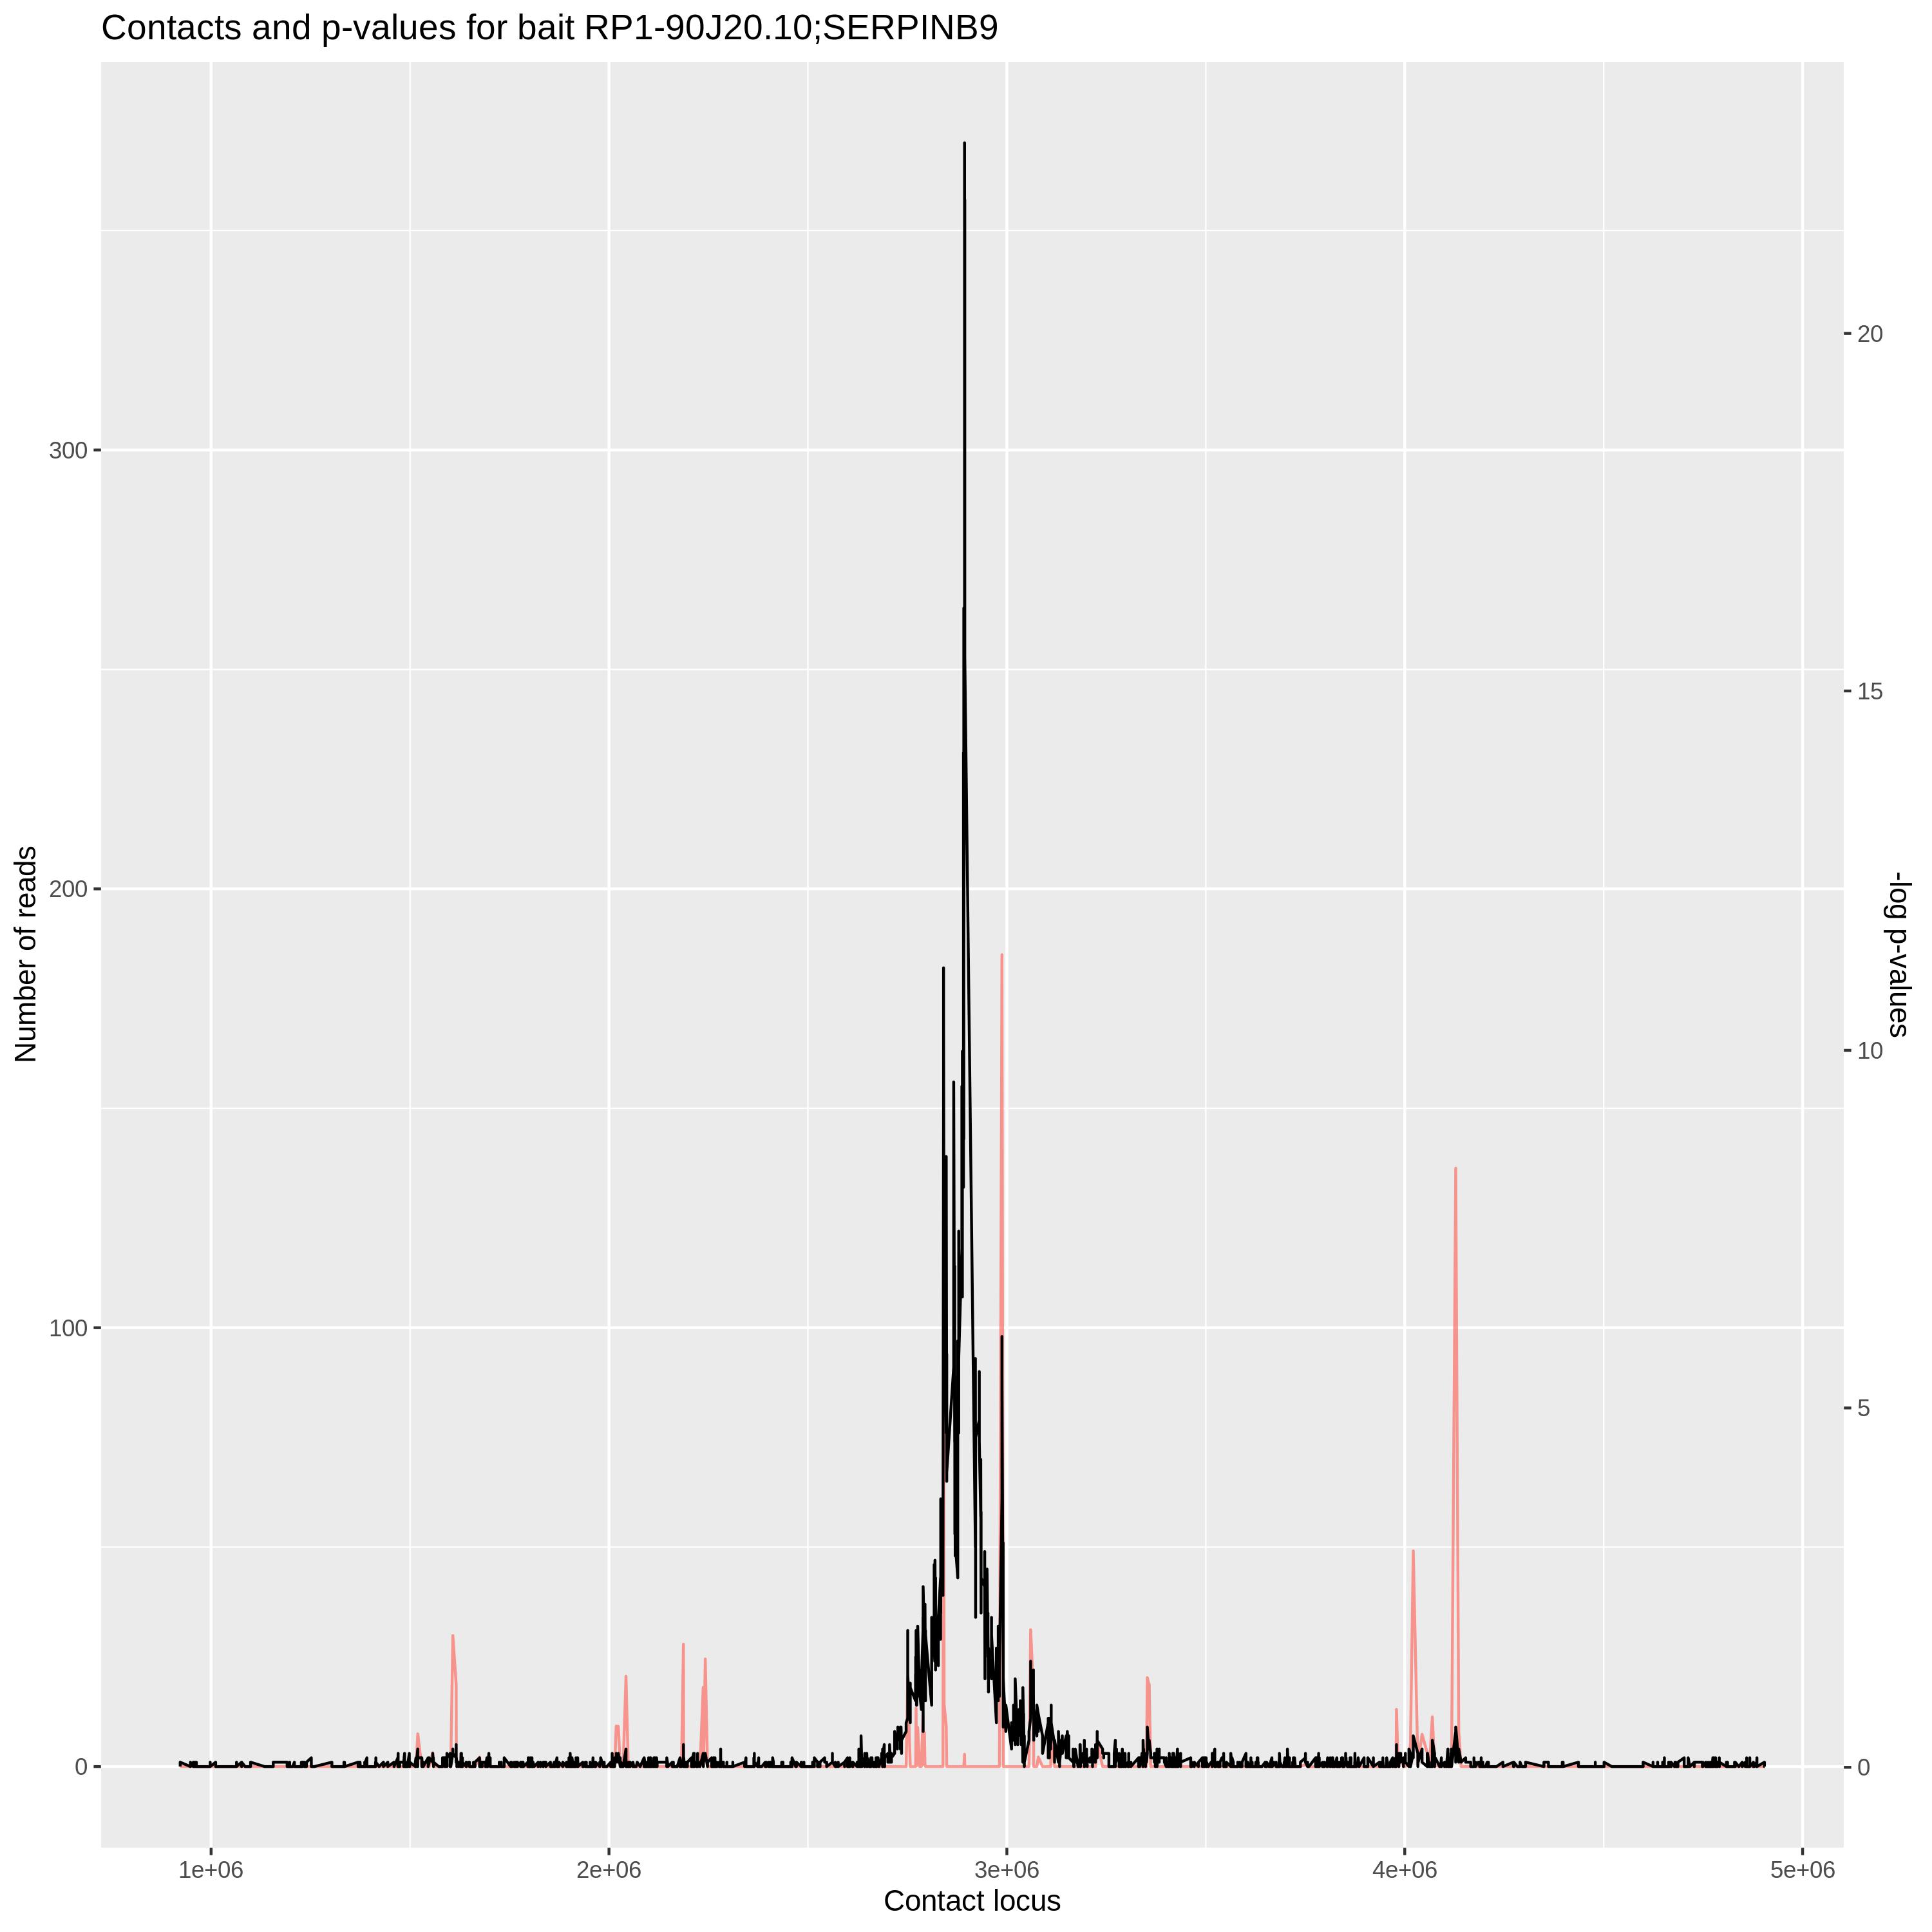 Contacts and p-values for bait RP1-90J20.10;SERPINB9
300
200
100
0
Number of reads
20
15
10
5
0
-log p-values
1e+06
2e+06
3e+06
4e+06
5e+06
Contact locus